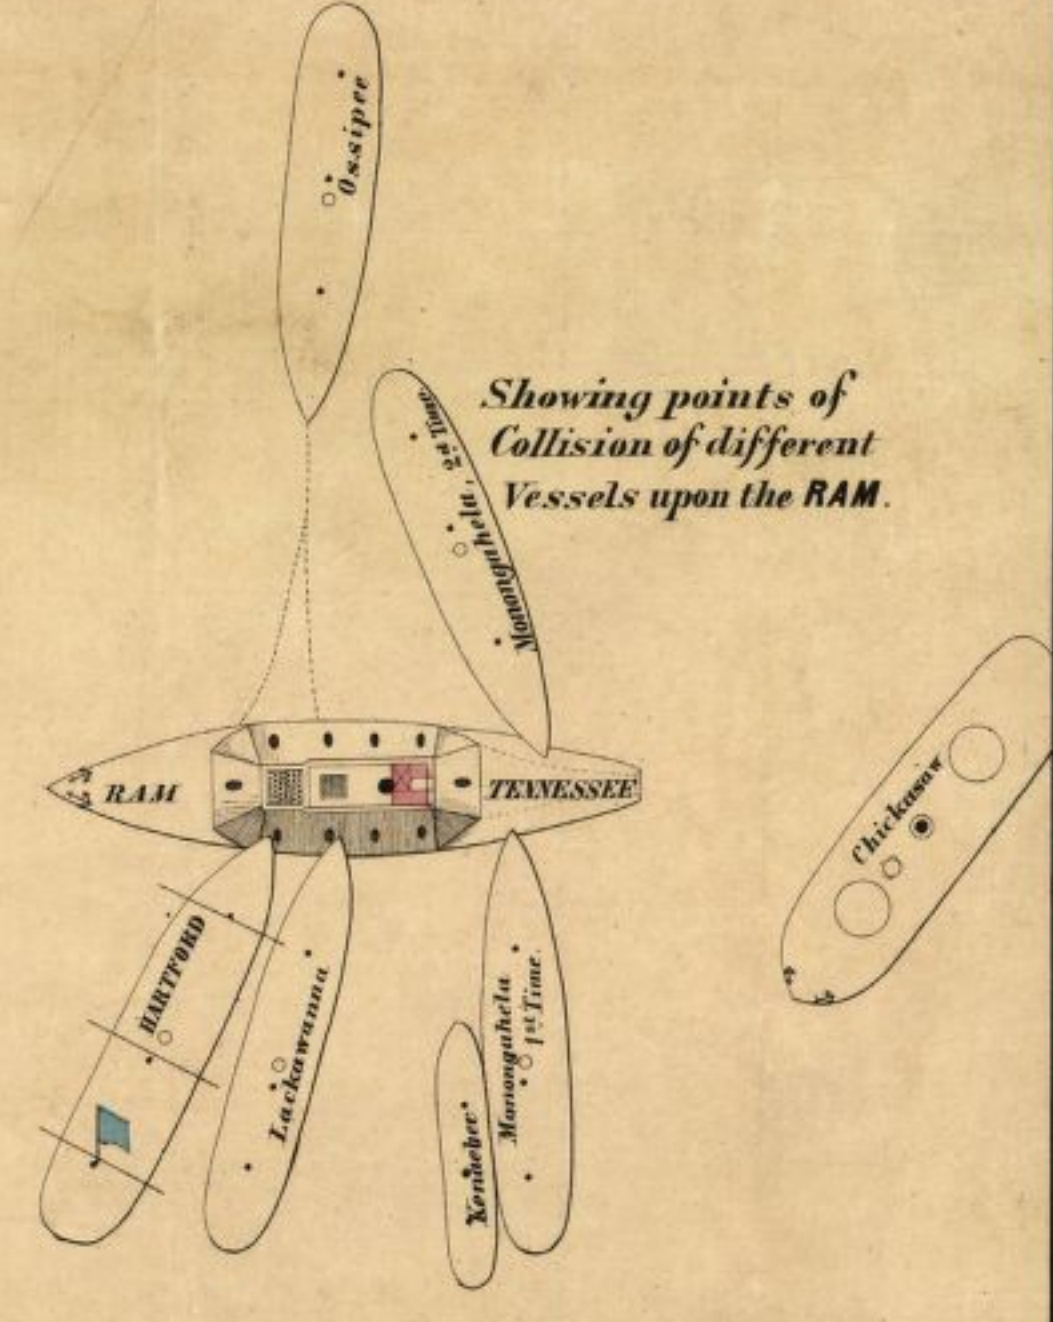 Ossipee
Showing points of
Collision of different
Vessels upon the RAM.
Monongahela, 2d. Time.
RAM
TENNESSEE
Chickasaw
HARTFORD
Lackawanna
Monongahela
1st Time.
Kennebec